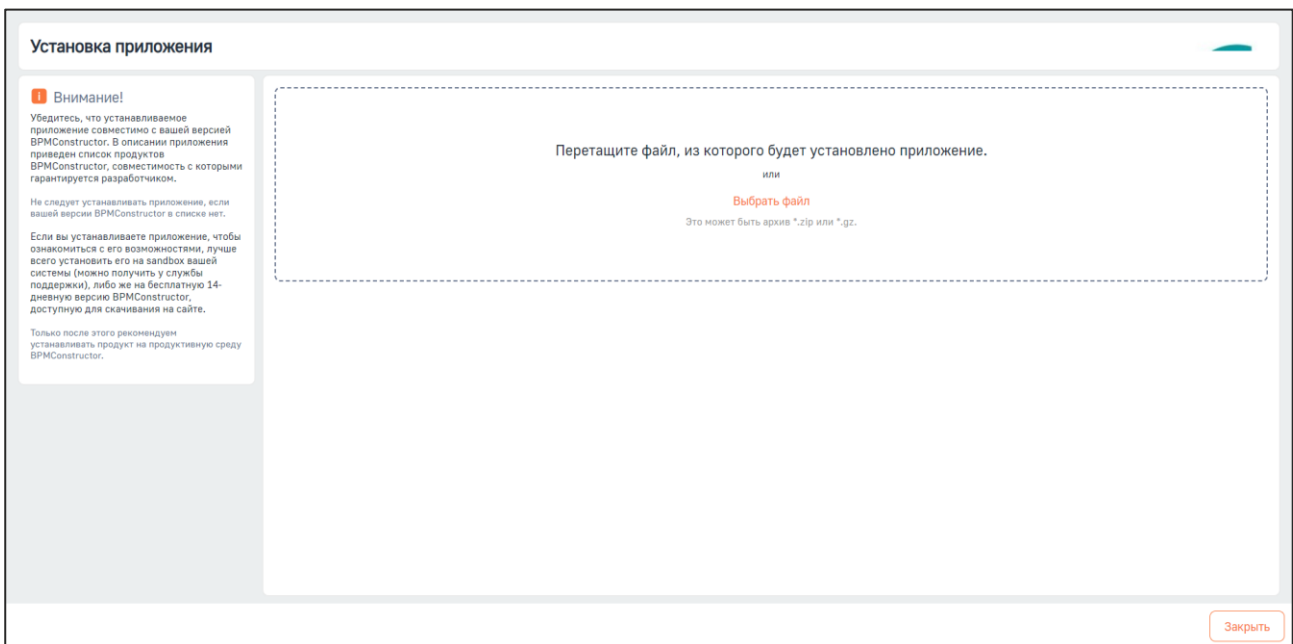 Установка приложения
Внимание!
Убедитесь, что устанавливаемое
приложение совместимо с вашей версией
BPMConstructor. В описании приложения
приведен список продуктов
BPMConstructor, совместимость с которыми
гарантируется разработчиком.
Не следует устанавливать приложение, если
вашей версии BPMConstructor в списке нет.
Если вы устанавливаете приложение, чтобы
ознакомиться с его возможностями, лучше
всего установить его на sandbox вашей
системы (можно получить у службы
поддержки), либо же на бесплатную 14-
дневную версию BPMConstructor,
доступную для скачивания на сайте.
Только после этого рекомендуем
устанавливать продукт на продуктивную среду
BPMConstructor.
Перетащите файл, из которого будет установлено приложение.
или
Выбрать файл
Это может быть архив *.zip или *.gz.
Закрыть